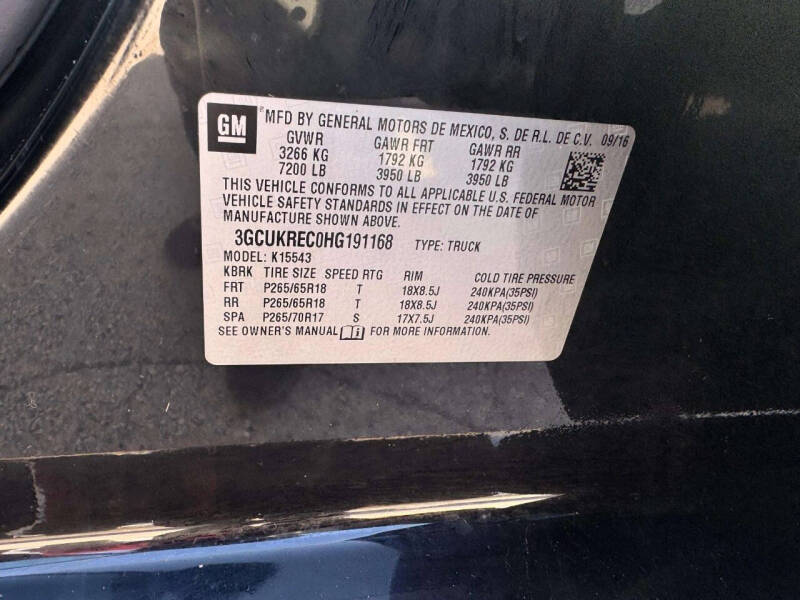 GM
® MFD BY GENERAL MOTORS DE MEXICO, S. DE R.L. DE C.V. 09/16
GVWR GAWR FRT GAWR RR
3266 KG 1792 KG 1792 KG
7200 LB 3950 LB 3950 LB
THIS VEHICLE CONFORMS TO ALL APPLICABLE U.S. FEDERAL MOTOR
VEHICLE SAFETY STANDARDS IN EFFECT ON THE DATE OF
MANUFACTURE SHOWN ABOVE.
3GCUKREC0HG191168 TYPE: TRUCK
MODEL: K15543
KBRK TIRE SIZE SPEED RTG RIM COLD TIRE PRESSURE
FRT P265/65R18 T 18X8.5J 240KPA(35PSI)
RR P265/65R18 T 18X8.5J 240KPA(35PSI)
SPA P265/70R17 S 17X7.5J 240KPA(35PSI)
SEE OWNER'S MANUAL FOR MORE INFORMATION.